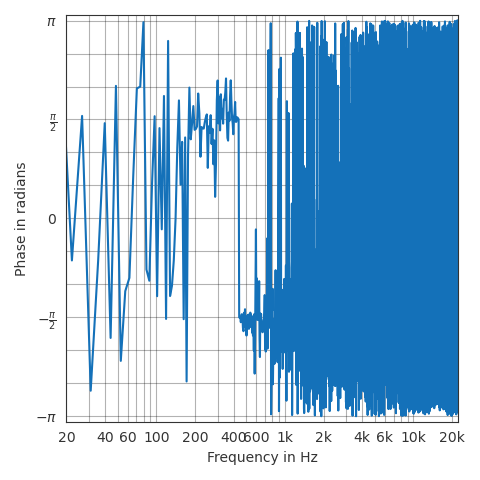 Phase in radians
π
π/2
0
−π/2
−π
20 40 60 100 200 400 600 1k 2k 4k 6k 10k 20k
Frequency in Hz